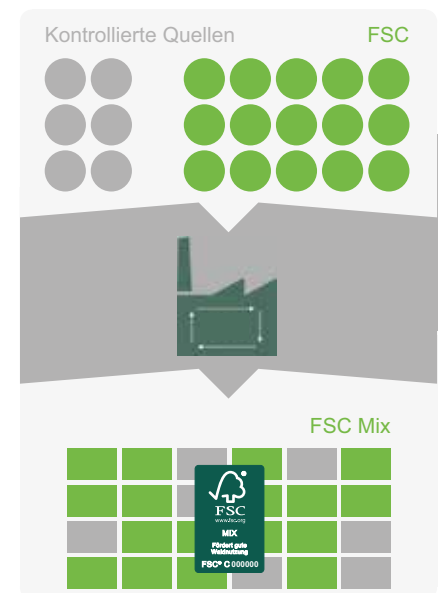 Kontrollierte Quellen FSC
FSC Mix
FSC
www.fsc.org
MIX
Fördert gute
Waldnutzung
FSC® C 000000